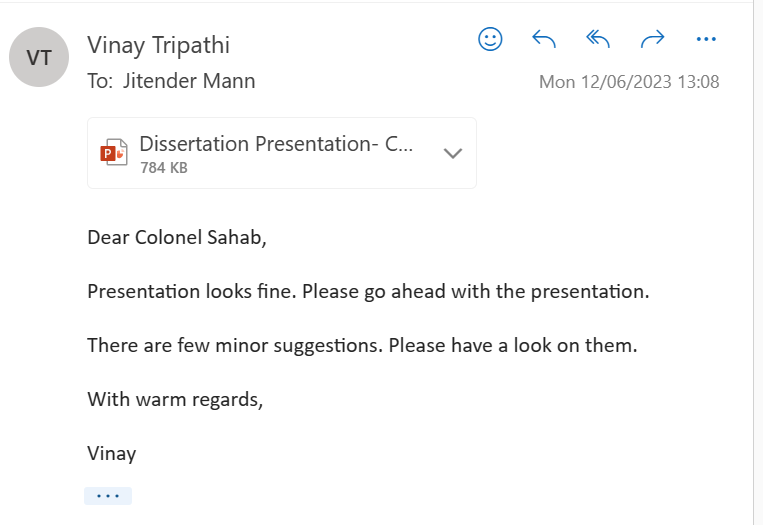 VT
Vinay Tripathi
To: Jitender Mann
Mon 12/06/2023 13:08
Dissertation Presentation- C...
784 KB
Dear Colonel Sahab,
Presentation looks fine. Please go ahead with the presentation.
There are few minor suggestions. Please have a look on them.
With warm regards,
Vinay